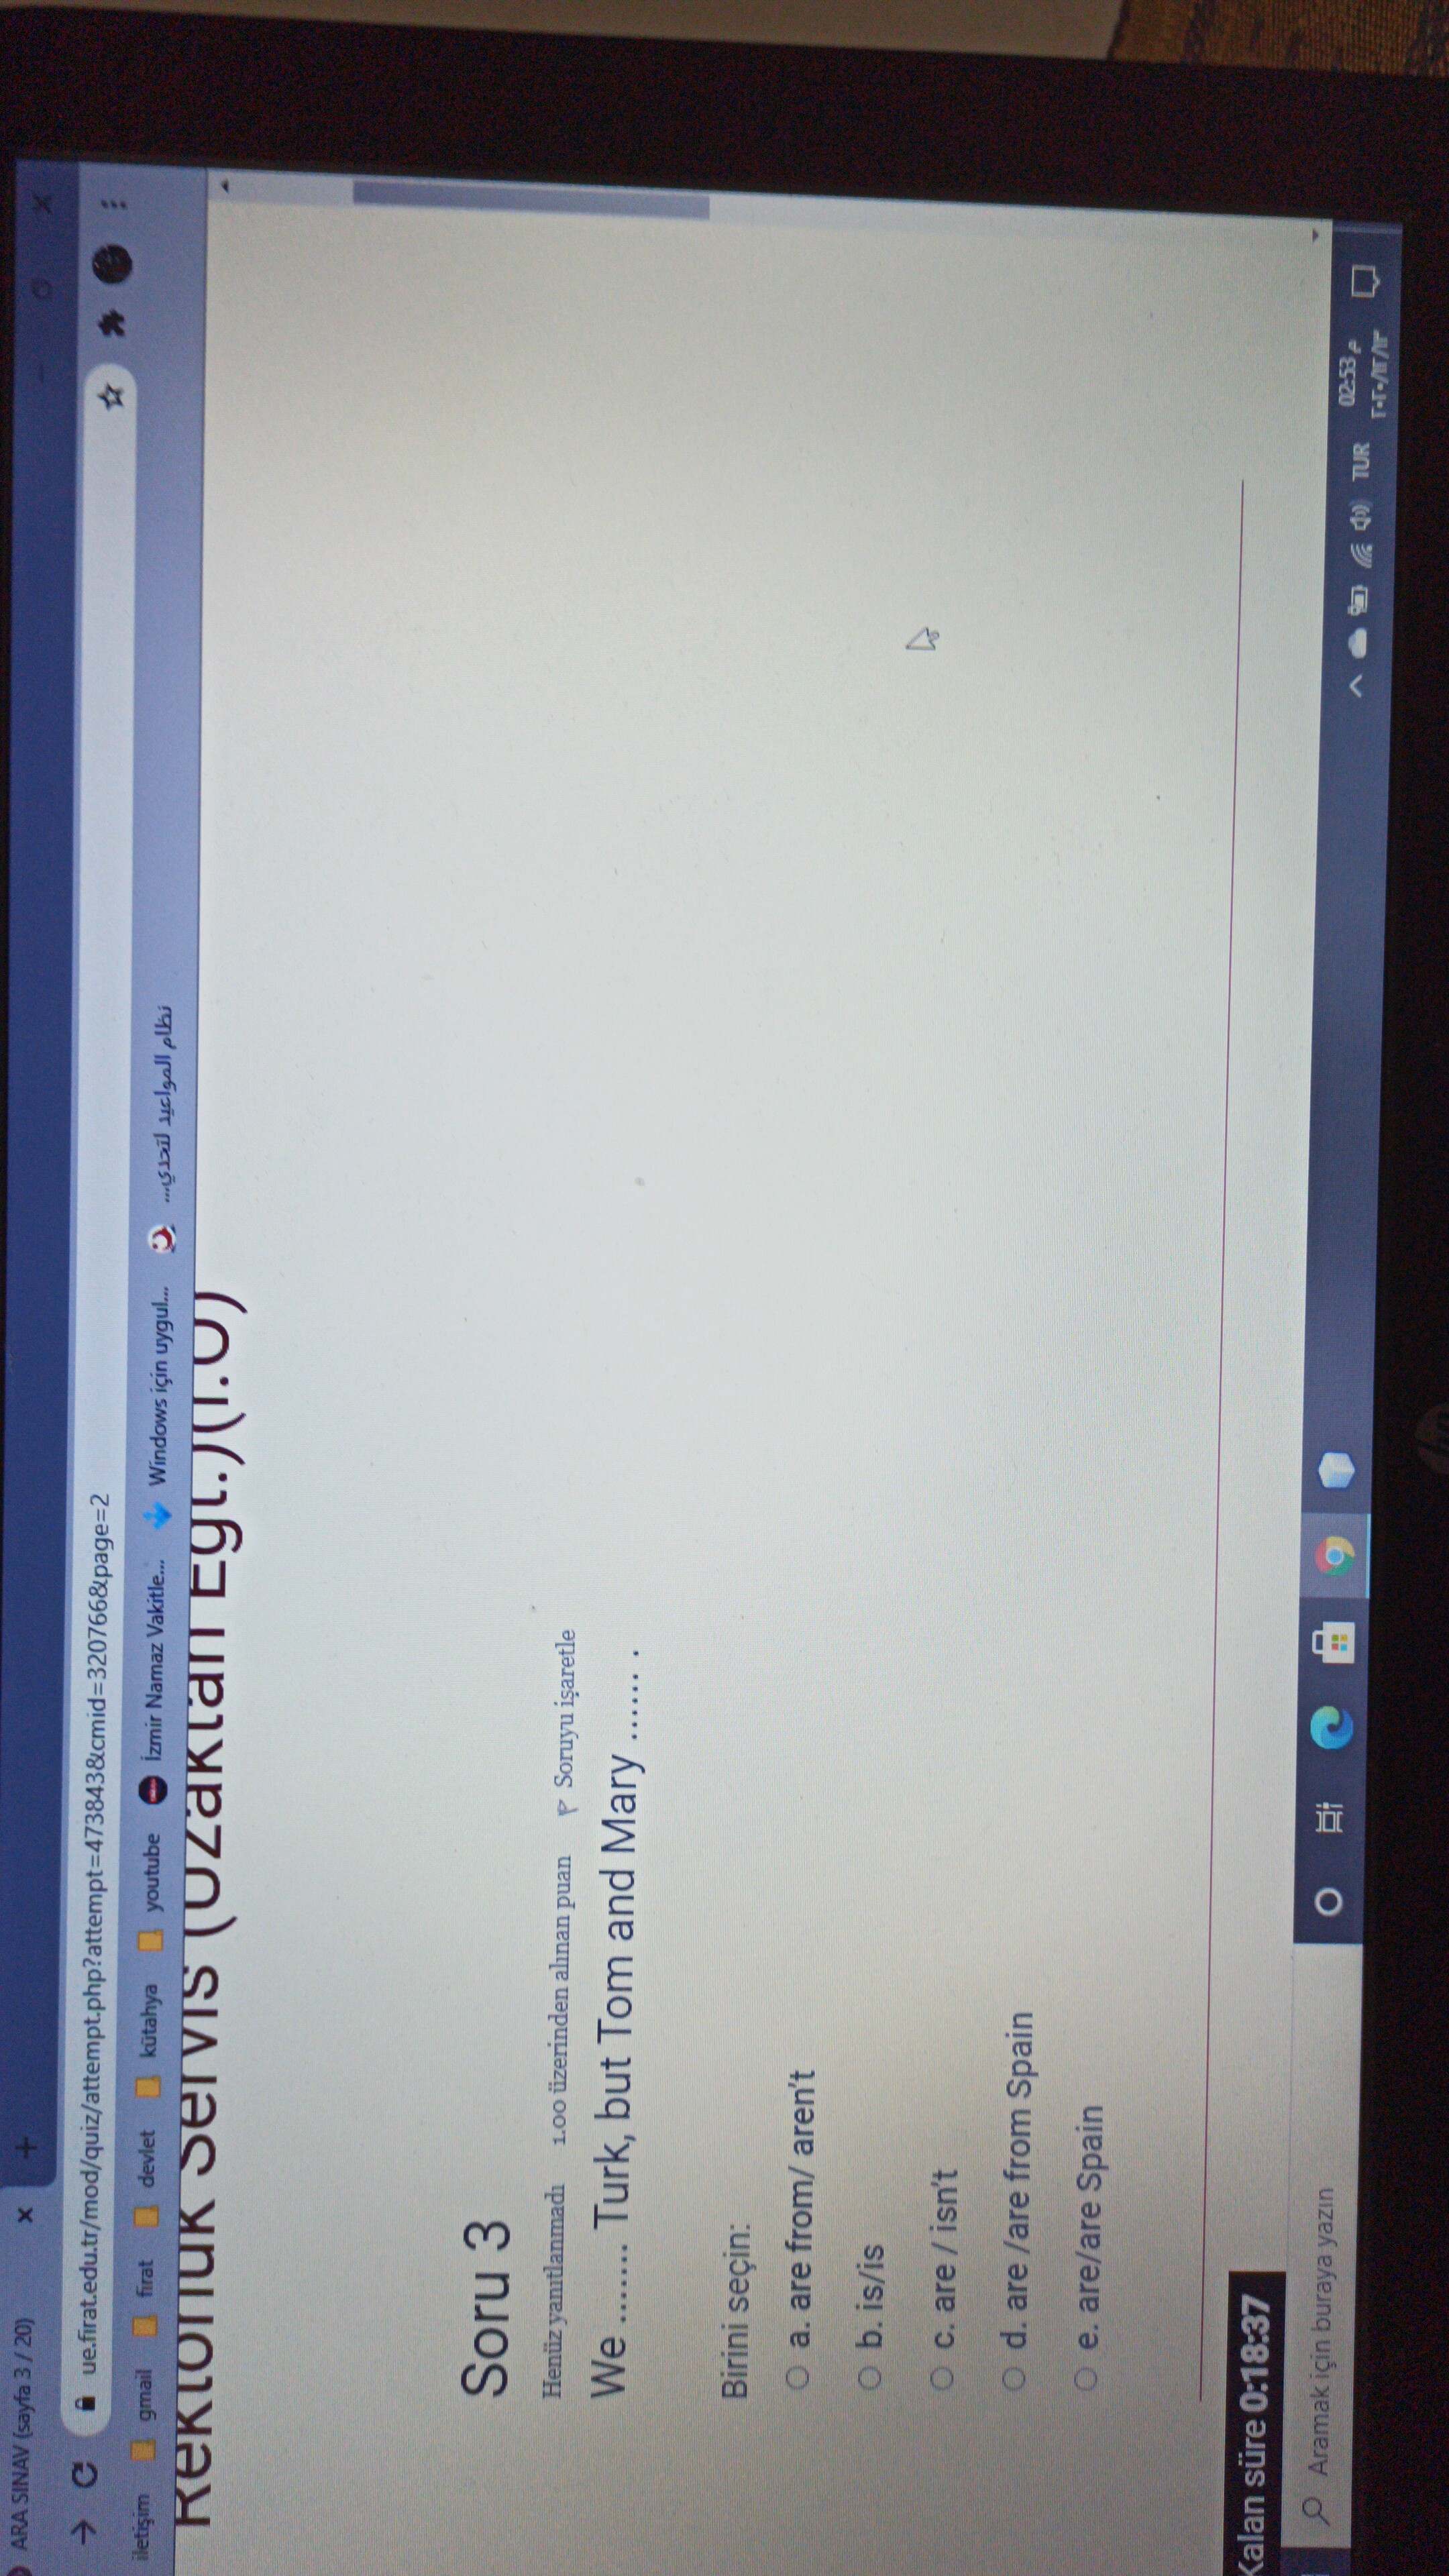 ARA SINAV (sayfa 3 / 20)
ue.firat.edu.tr/mod/quiz/attempt.php?attempt=473843&cmid=320766&page=2
iletişim gmail fırat devlet kütahya youtube İzmir Namaz Vakitle... Windows için uygul... نظام المواعيد لتحدي...
Rektörlük Servis (Uzaktan Eğt.)(İ.Ö)
Soru 3
Henüz yanıtlanmadı 1.00 üzerinden alınan puan Soruyu işaretle
We ....... Turk, but Tom and Mary ...... .
Birini seçin:
a. are from/ aren't
b. is/is
c. are / isn't
d. are /are from Spain
e. are/are Spain
Kalan süre 0:18:37
Aramak için buraya yazın
TUR
02:53 م
٢٠٢٠/١٢/١٣
hp